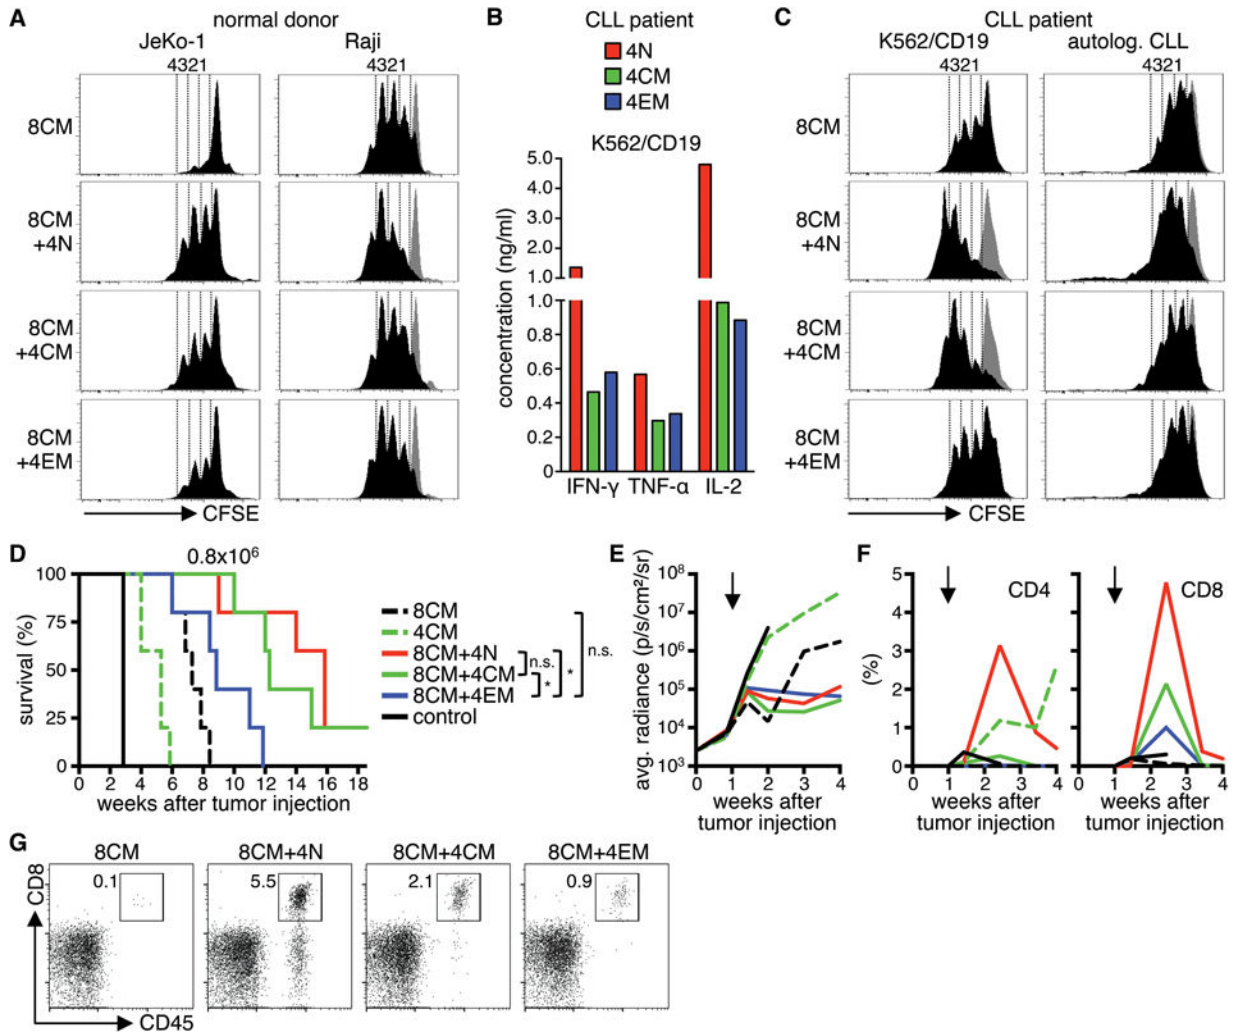 A
normal donor
JeKo-1
Raji
4321
4321
8CM
8CM
+4N
8CM
+4CM
8CM
+4EM
CFSE
B
CLL patient
4N
4CM
4EM
K562/CD19
concentration (ng/ml)
5.0
4.0
3.0
2.0
1.0
1.0
0.8
0.6
0.4
0.2
0
IFN-γ
TNF-α
IL-2
C
CLL patient
K562/CD19
autolog. CLL
4321
4321
8CM
8CM
+4N
8CM
+4CM
8CM
+4EM
CFSE
D
0.8x10⁶
survival (%)
100
75
50
25
0
0 2 4 6 8 10 12 14 16 18
weeks after tumor injection
8CM
4CM
8CM+4N
8CM+4CM
8CM+4EM
control
n.s.
*
*
n.s.
E
avg. radiance (p/s/cm²/sr)
10⁸
10⁷
10⁶
10⁵
10⁴
10³
0 1 2 3 4
weeks after
tumor injection
F
(%)
5
4
3
2
1
0
CD4
CD8
0 1 2 3 4
0 1 2 3 4
weeks after
tumor injection
weeks after
tumor injection
G
8CM
8CM+4N
8CM+4CM
8CM+4EM
0.1
5.5
2.1
0.9
CD8
CD45